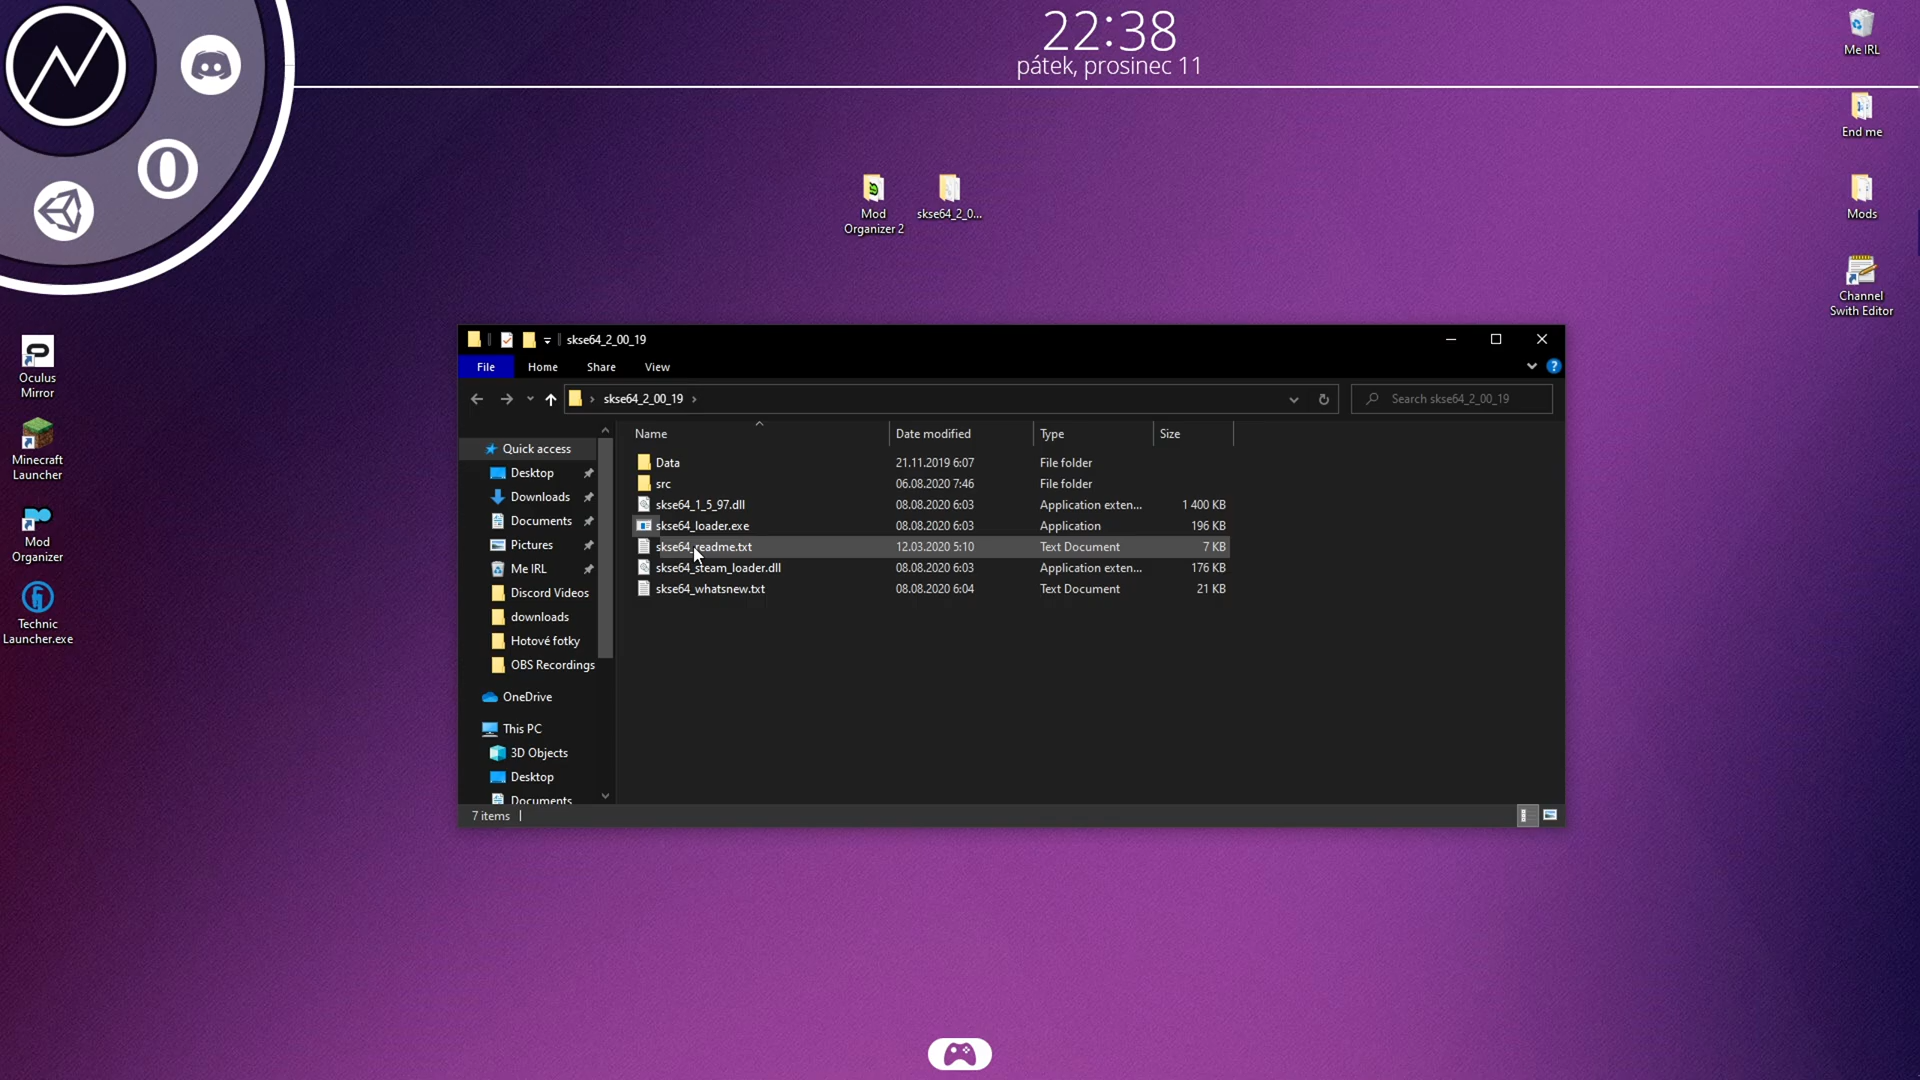 22:38
pátek, prosinec 11
Me IRL
End me
Mods
Channel
Swith Editor
Mod
Organizer 2
skse64_2_0...
Oculus
Mirror
Minecraft
Launcher
Mod
Organizer
Technic
Launcher.exe
skse64_2_00_19
File Home Share View
skse64_2_00_19
Search skse64_2_00_19
Quick access
Desktop
Downloads
Documents
Pictures
Me IRL
Discord Videos
downloads
Hotové fotky
OBS Recordings
OneDrive
This PC
3D Objects
Desktop
Documents
Name Date modified Type Size
Data 21.11.2019 6:07 File folder
src 06.08.2020 7:46 File folder
skse64_1_5_97.dll 08.08.2020 6:03 Application exten... 1 400 KB
skse64_loader.exe 08.08.2020 6:03 Application 196 KB
skse64_readme.txt 12.03.2020 5:10 Text Document 7 KB
skse64_steam_loader.dll 08.08.2020 6:03 Application exten... 176 KB
skse64_whatsnew.txt 08.08.2020 6:04 Text Document 21 KB
7 items